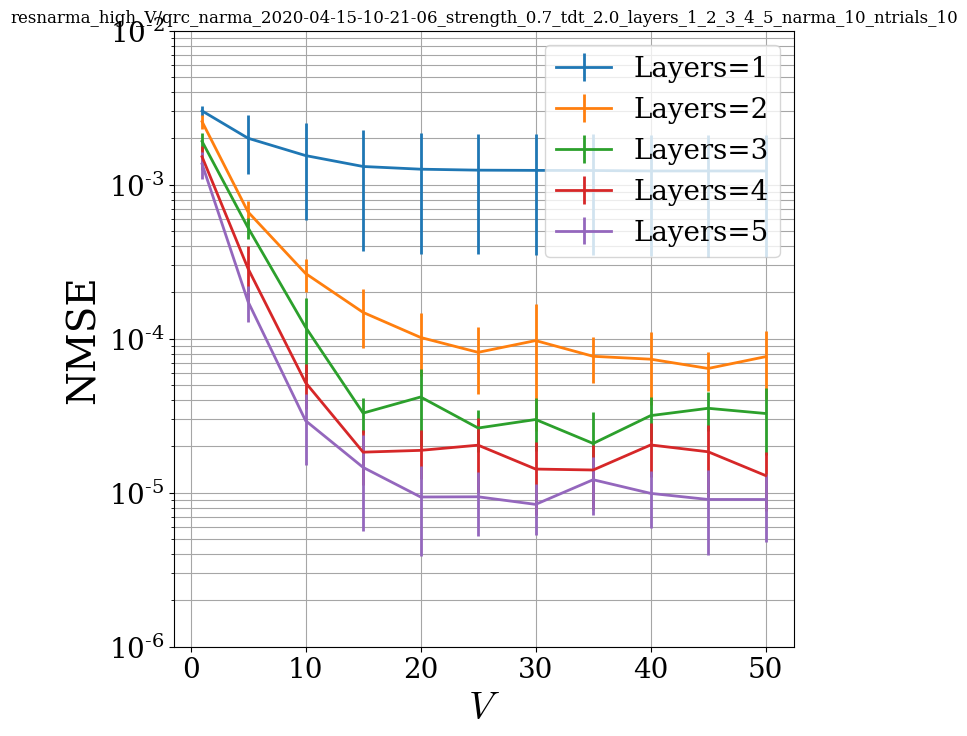 resnarma_high_V/qrc_narma_2020-04-15-10-21-06_strength_0.7_tdt_2.0_layers_1_2_3_4_5_narma_10_ntrials_10
10^-2
Layers=1
Layers=2
Layers=3
Layers=4
Layers=5
10^-3
NMSE
10^-4
10^-5
10^-6
0 10 20 30 40 50
V